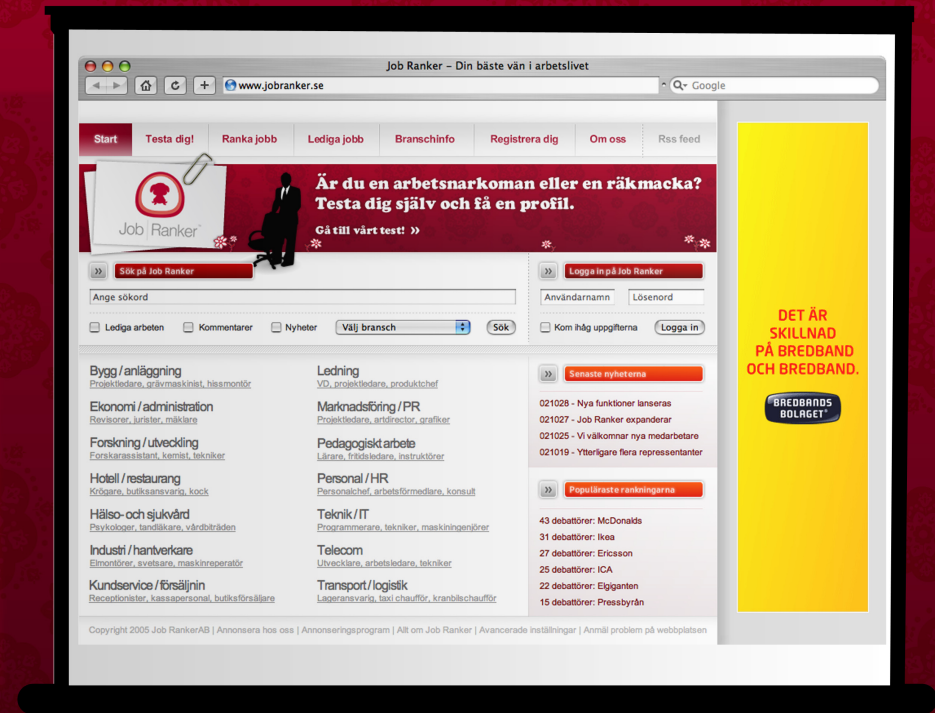 Job Ranker – Din bäste vän i arbetslivet
www.jobranker.se
Google
Start Testa dig! Ranka jobb Lediga jobb Branschinfo Registrera dig Om oss Rss feed
Job Ranker™
Är du en arbetsnarkoman eller en räkmacka?
Testa dig själv och få en profil.
Gå till vårt test! »
» Sök på Job Ranker
Ange sökord
Lediga arbeten Kommentarer Nyheter Välj bransch Sök
» Logga in på Job Ranker
Användarnamn Lösenord
Kom ihåg uppgifterna Logga in
Bygg / anläggning
Projektledare, grävmaskinist, hissmontör
Ekonomi / administration
Revisorer, jurister, mäklare
Forskning / utveckling
Forskarassistant, kemist, tekniker
Hotell / restaurang
Krögare, butiksansvarig, kock
Hälso- och sjukvård
Psykologer, tandläkare, vårdbiträden
Industri / hantverkare
Elmontörer, svetsare, maskinreperatör
Kundservice / försäljnin
Receptionister, kassapersonal, butiksförsäljare
Ledning
VD, projektledare, produktchef
Marknadsföring / PR
Projektledare, artdirector, grafiker
Pedagogiskt arbete
Lärare, fritidsledare, instruktörer
Personal / HR
Personalchef, arbetsförmedlare, konsult
Teknik / IT
Programmerare, tekniker, maskiningenjörer
Telecom
Utvecklare, arbetsledare, tekniker
Transport / logistik
Lageransvarig, taxi chaufför, kranbilschaufför
» Senaste nyheterna
021028 - Nya funktioner lanseras
021027 - Job Ranker expanderar
021025 - Vi välkomnar nya medarbetare
021019 - Ytterligare flera repressentanter
» Populäraste rankningarna
43 debattörer: McDonalds
31 debattörer: Ikea
27 debattörer: Ericsson
25 debattörer: ICA
22 debattörer: Elgiganten
15 debattörer: Pressbyrån
DET ÄR
SKILLNAD
PÅ BREDBAND
OCH BREDBAND.
BREDBANDS
BOLAGET
Copyright 2005 Job RankerAB | Annonsera hos oss | Annonseringsprogram | Allt om Job Ranker | Avancerade inställningar | Anmäl problem på webbplatsen